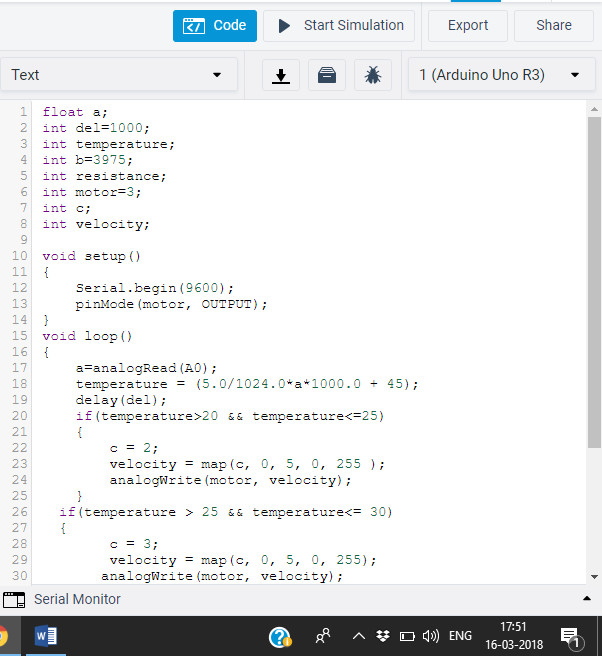 Code Start Simulation Export Share
Text 1 (Arduino Uno R3)
1 float a;
2 int del=1000;
3 int temperature;
4 int b=3975;
5 int resistance;
6 int motor=3;
7 int c;
8 int velocity;
9
10 void setup()
11 {
12 Serial.begin(9600);
13 pinMode(motor, OUTPUT);
14 }
15 void loop()
16 {
17 a=analogRead(A0);
18 temperature = (5.0/1024.0*a*1000.0 + 45);
19 delay(del);
20 if(temperature>20 && temperature<=25)
21 {
22 c = 2;
23 velocity = map(c, 0, 5, 0, 255 );
24 analogWrite(motor, velocity);
25 }
26 if(temperature > 25 && temperature<= 30)
27 {
28 c = 3;
29 velocity = map(c, 0, 5, 0, 255);
30 analogWrite(motor, velocity);
Serial Monitor
W ? ENG 17:51
16-03-2018 1